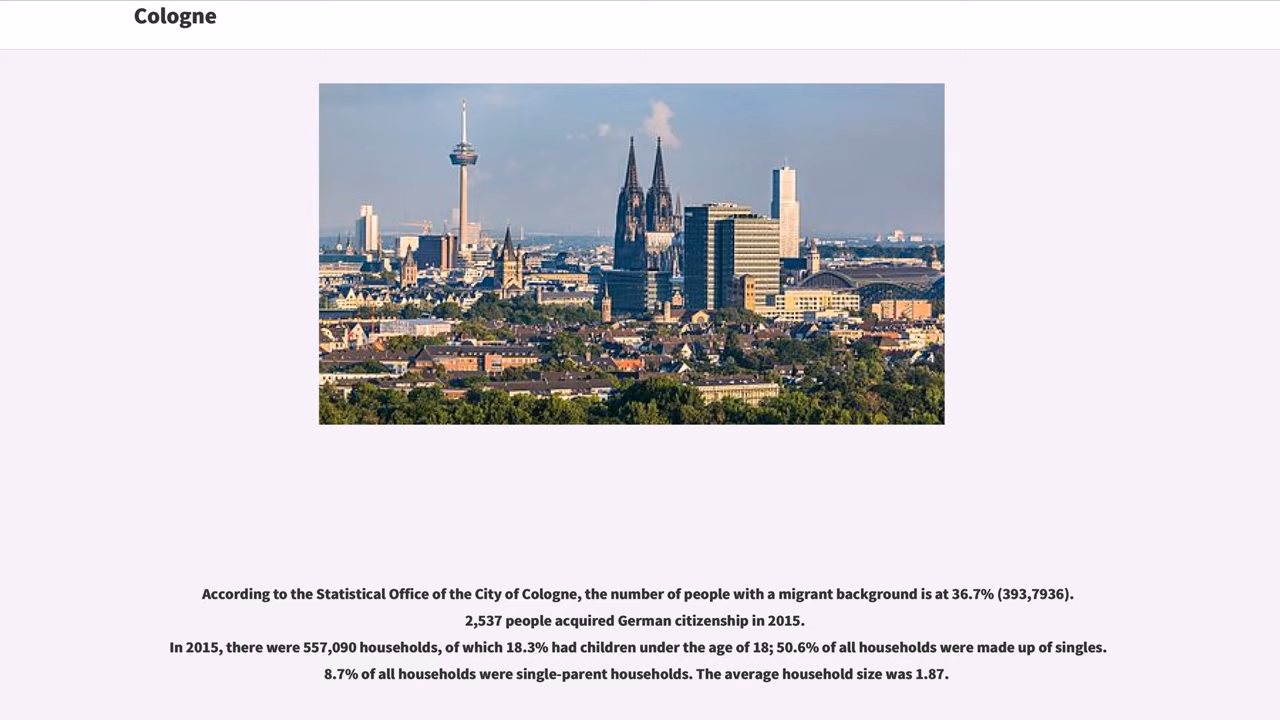 Cologne
According to the Statistical Office of the City of Cologne, the number of people with a migrant background is at 36.7% (393,7936).
2,537 people acquired German citizenship in 2015.
In 2015, there were 557,090 households, of which 18.3% had children under the age of 18; 50.6% of all households were made up of singles.
8.7% of all households were single-parent households. The average household size was 1.87.